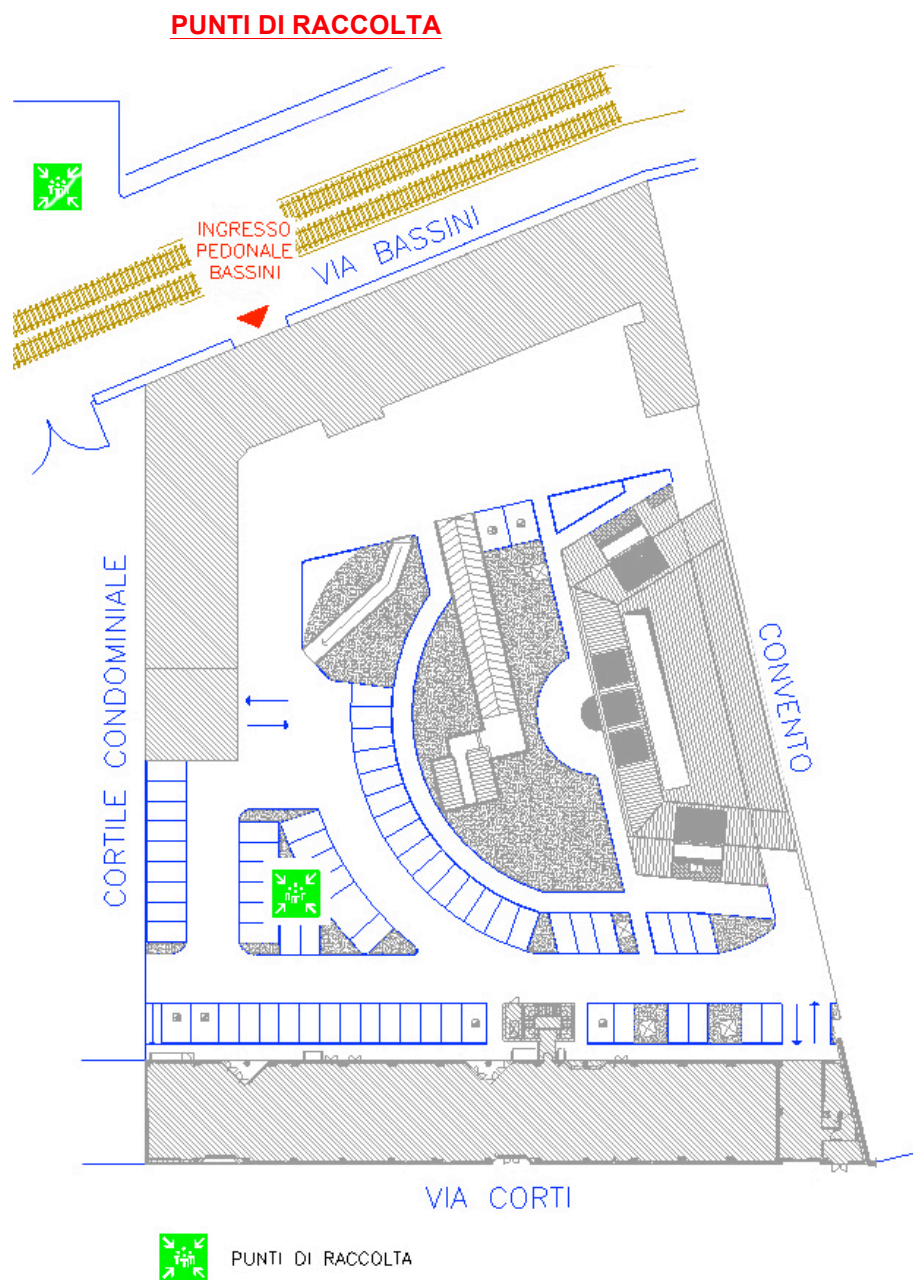 PUNTI DI RACCOLTA
INGRESSO
PEDONALE
BASSINI
VIA BASSINI
CORTILE CONDOMINIALE
CONVENTO
VIA CORTI
PUNTI DI RACCOLTA